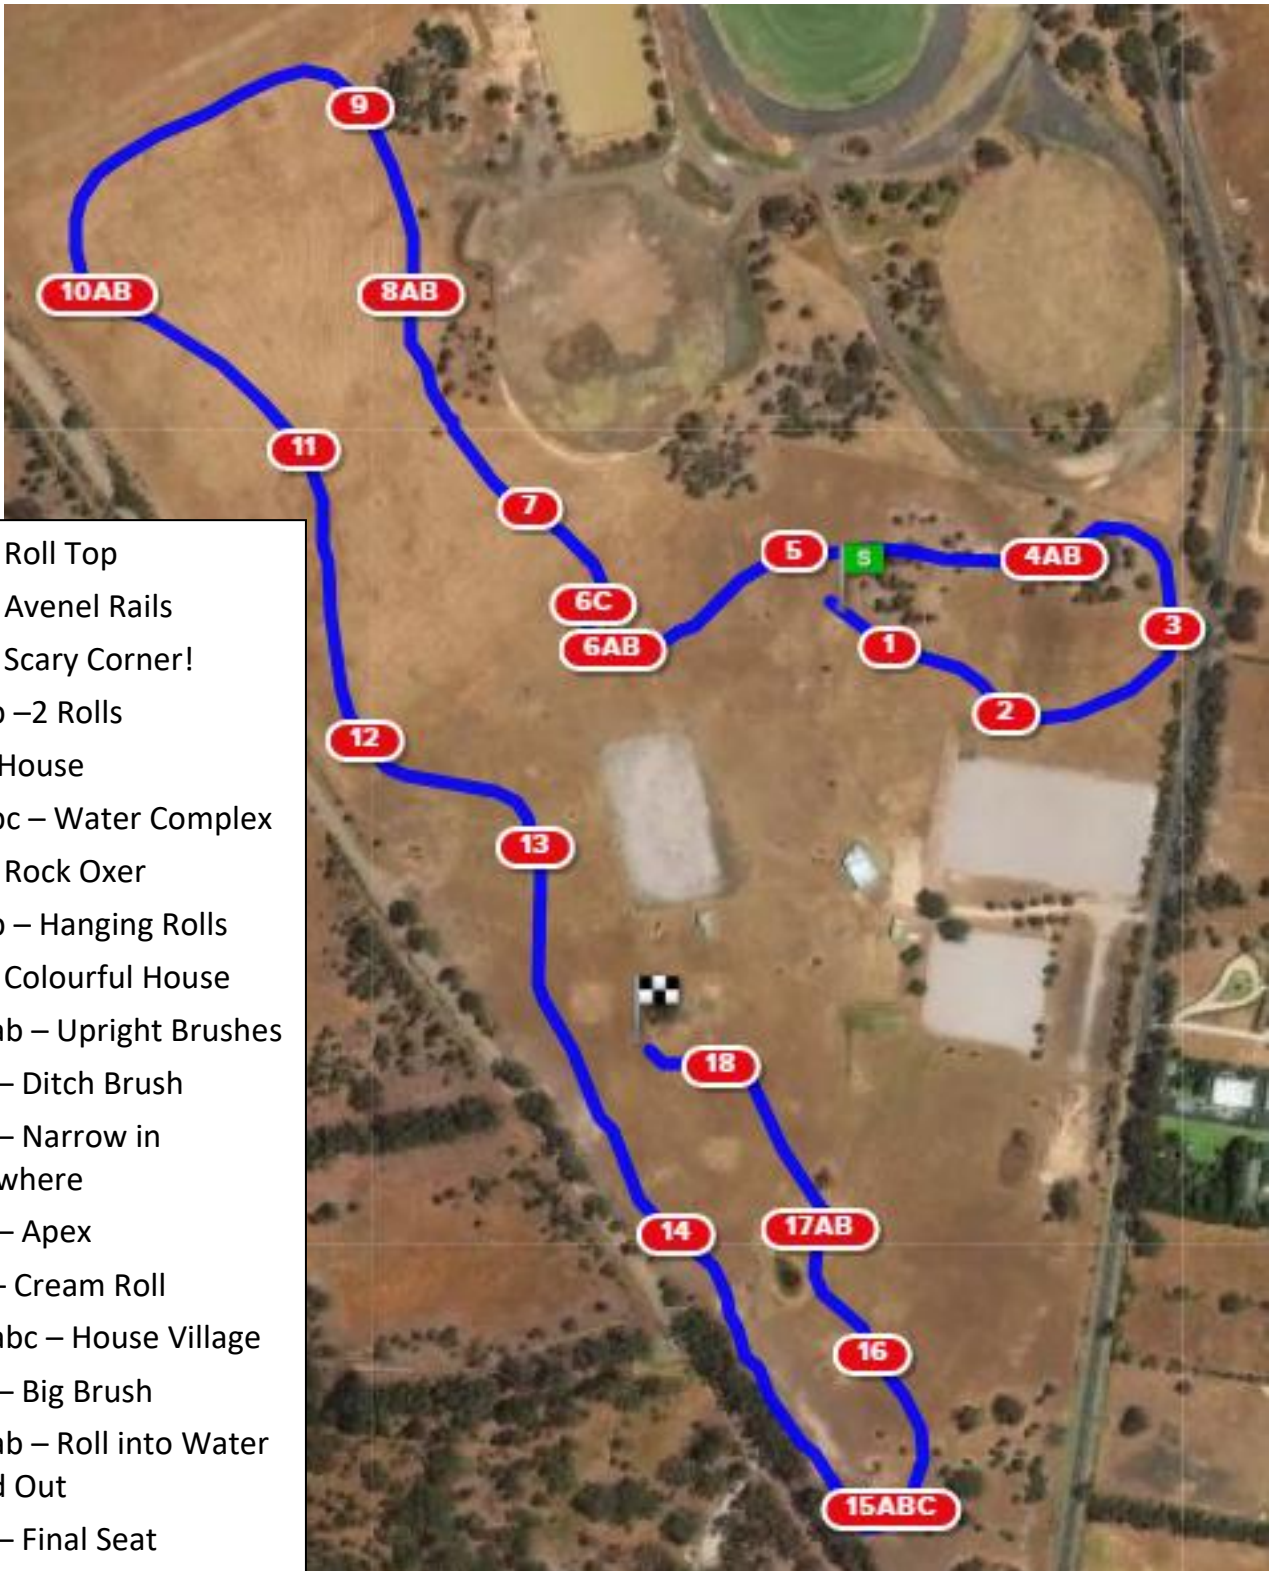 9
10AB
8AB
11
7
5
S
4AB
6C
3
6AB
1
2
12
13
18
14
17AB
16
15ABC
Roll Top
Avenel Rails
Scary Corner!
–2 Rolls
House
bc – Water Complex
Rock Oxer
– Hanging Rolls
Colourful House
ab – Upright Brushes
– Ditch Brush
– Narrow in
where
– Apex
– Cream Roll
abc – House Village
– Big Brush
ab – Roll into Water
Out
– Final Seat